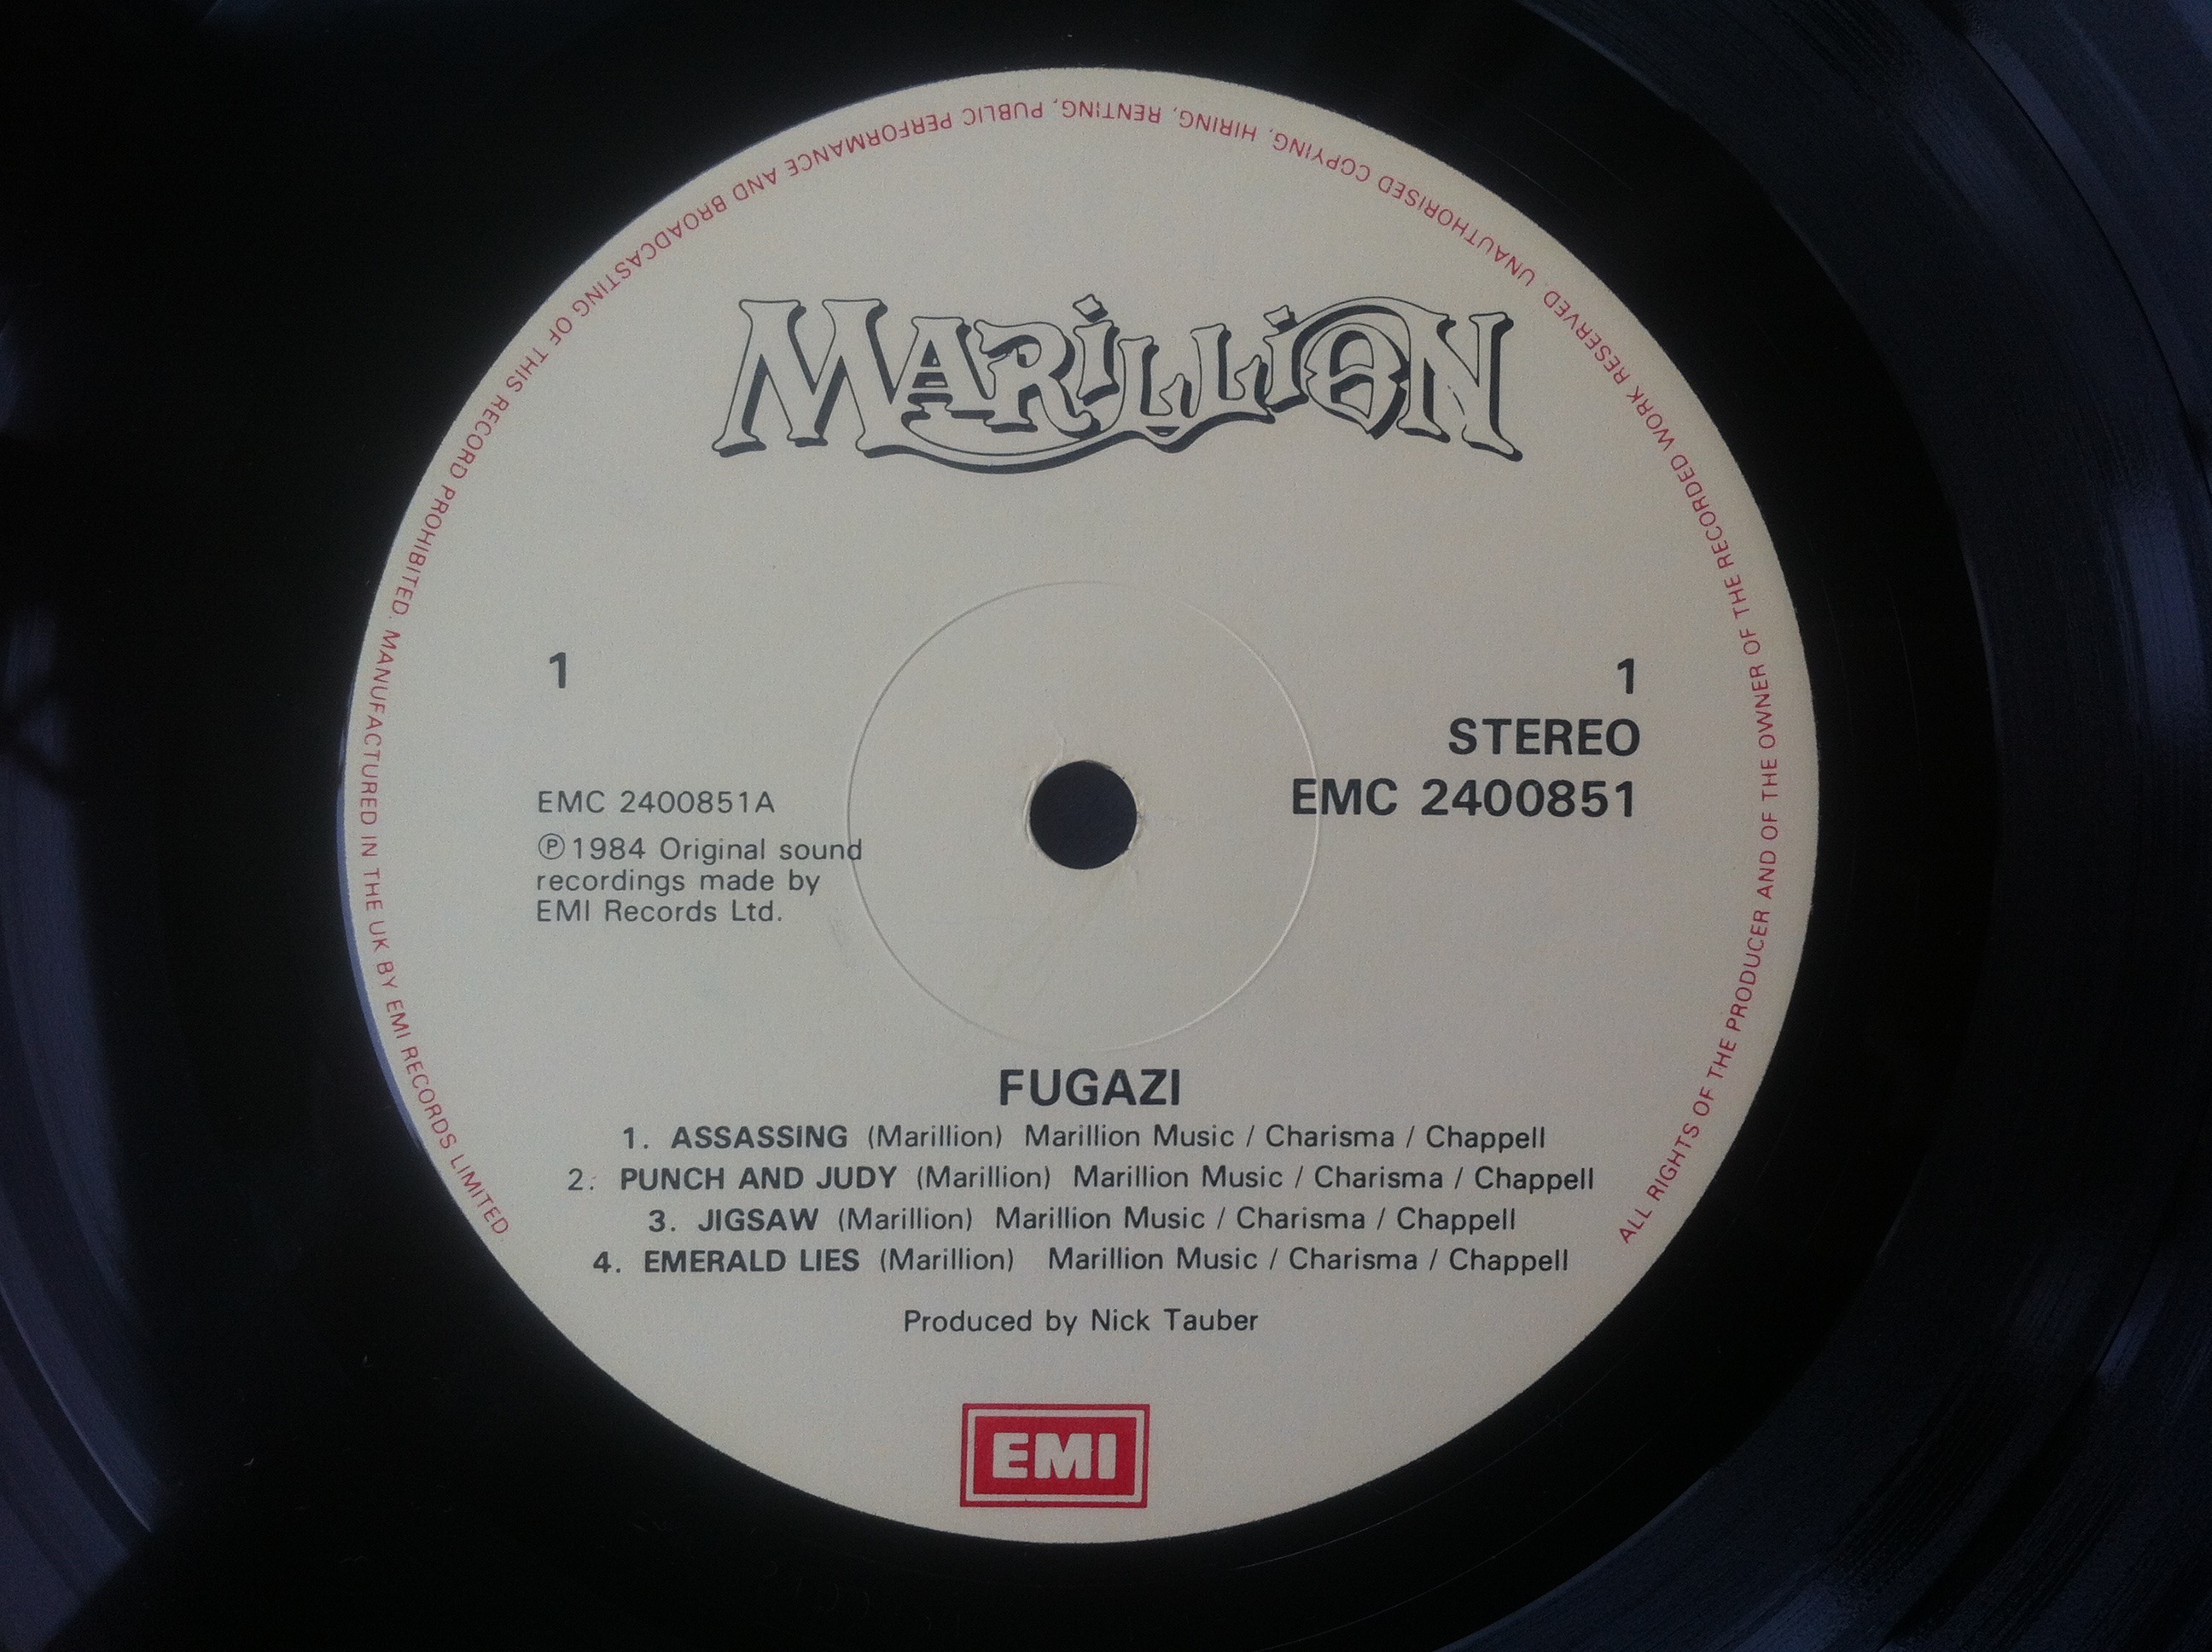 MARILLION
1
1
STEREO
EMC 2400851
EMC 2400851A
Ⓟ1984 Original sound
recordings made by
EMI Records Ltd.
FUGAZI
1. ASSASSING (Marillion) Marillion Music / Charisma / Chappell
2. PUNCH AND JUDY (Marillion) Marillion Music / Charisma / Chappell
3. JIGSAW (Marillion) Marillion Music / Charisma / Chappell
4. EMERALD LIES (Marillion) Marillion Music / Charisma / Chappell
Produced by Nick Tauber
EMI
ALL RIGHTS OF THE PRODUCER AND OF THE OWNER OF THE RECORDED WORK RESERVED. UNAUTHORISED COPYING, HIRING, RENTING, PUBLIC PERFORMANCE AND BROADCASTING OF THIS RECORD PROHIBITED. MANUFACTURED IN THE UK BY EMI RECORDS LIMITED.